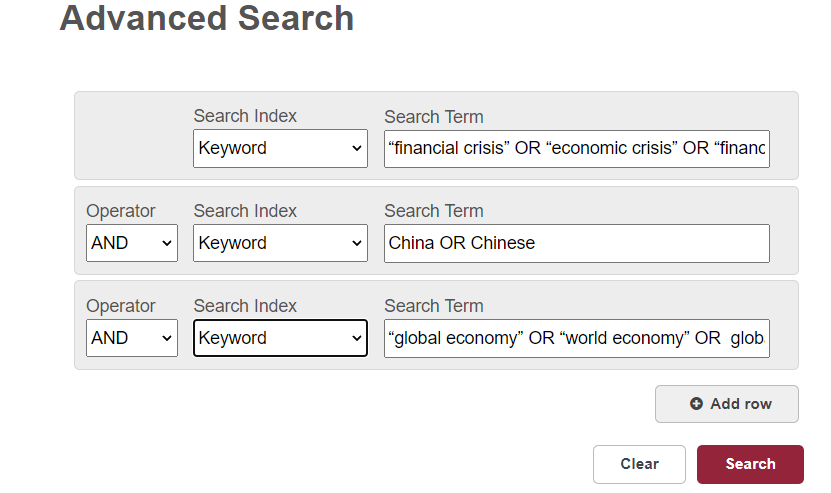 Advanced Search
Search Index Search Term
Keyword “financial crisis” OR “economic crisis” OR “financ
Operator Search Index Search Term
AND Keyword China OR Chinese
Operator Search Index Search Term
AND Keyword “global economy” OR “world economy” OR glob
Add row
Clear Search